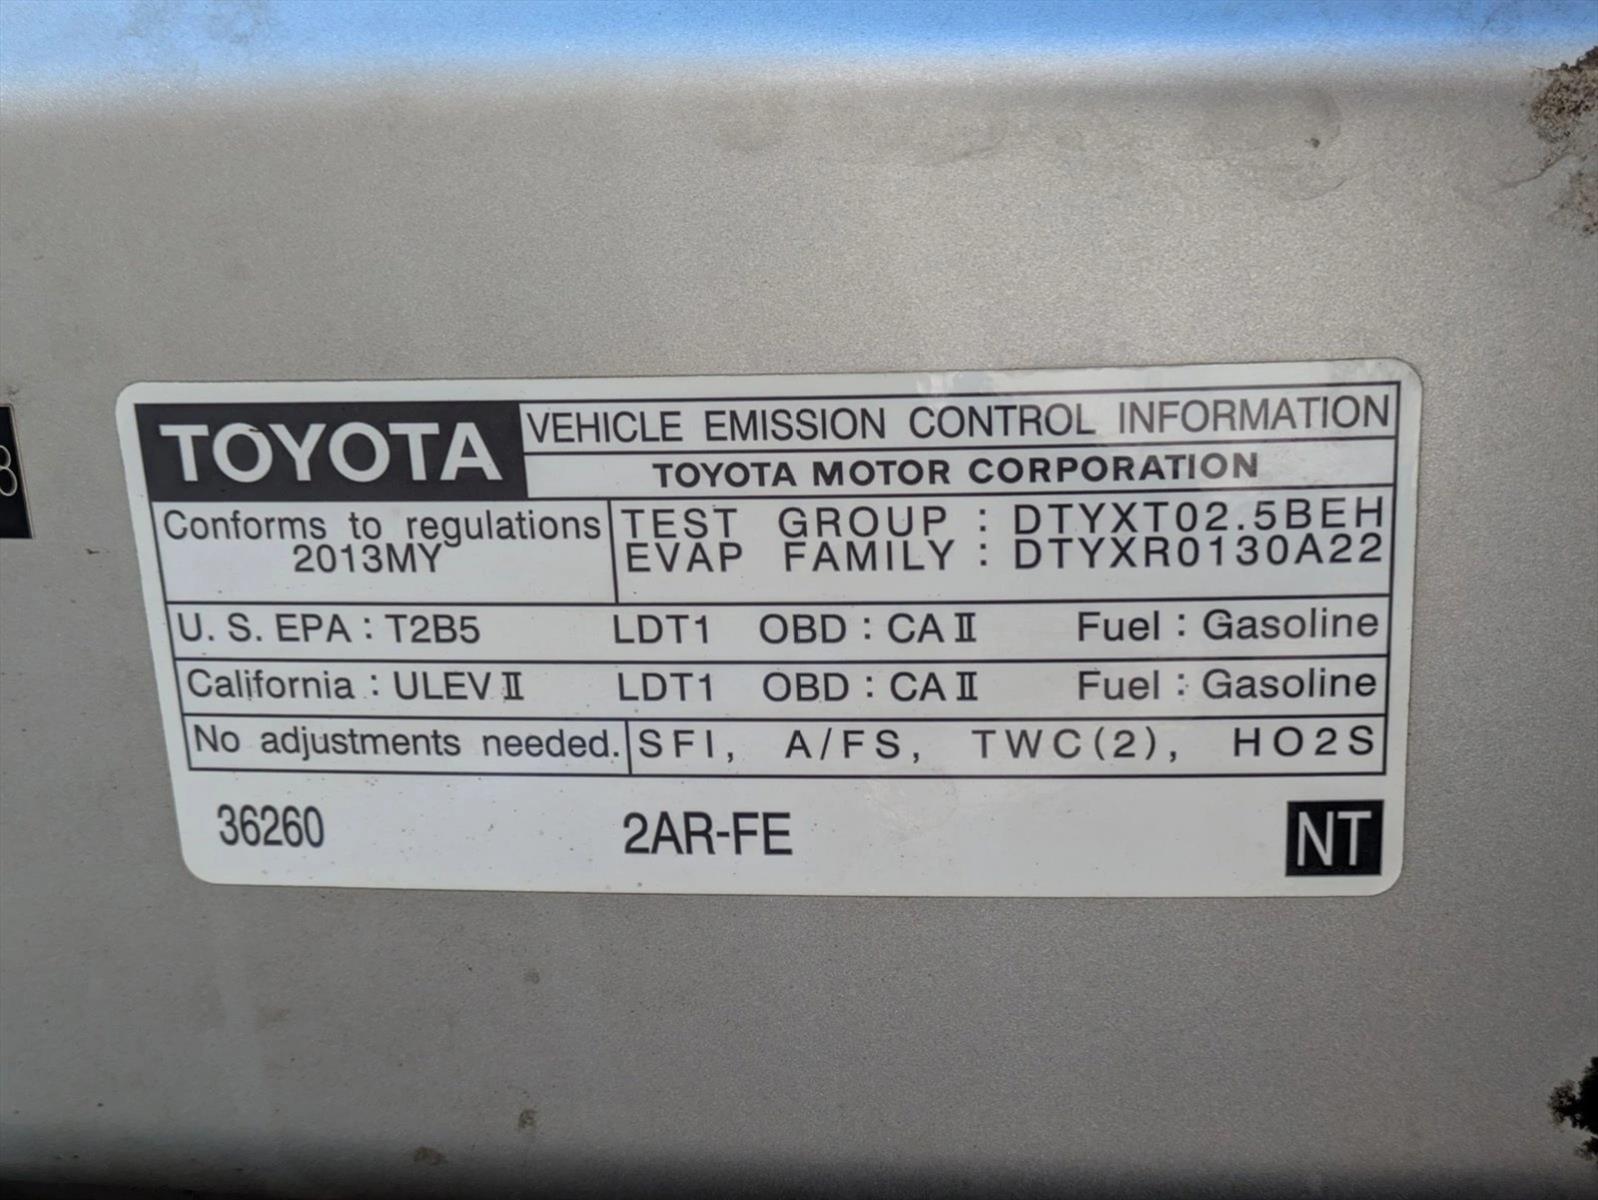 8
TOYOTA
VEHICLE EMISSION CONTROL INFORMATION
TOYOTA MOTOR CORPORATION
Conforms to regulations
2013MY
TEST GROUP : DTYXT02.5BEH
EVAP FAMILY : DTYXR0130A22
U. S. EPA : T2B5 LDT1 OBD : CA II Fuel : Gasoline
California : ULEV II LDT1 OBD : CA II Fuel : Gasoline
No adjustments needed. SFI, A/FS, TWC(2), HO2S
36260 2AR-FE NT